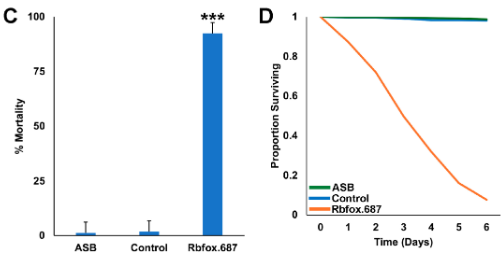 C
***
100
75
50
25
0
% Mortality
ASB Control Rbfox.687
D
1
0.8
0.6
0.4
0.2
0
Proportion Surviving
ASB
Control
Rbfox.687
0 1 2 3 4 5 6
Time (Days)